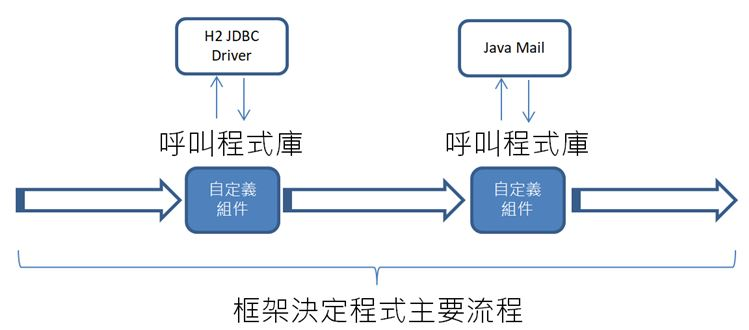 H2 JDBC
Driver
Java Mail
呼叫程式庫
呼叫程式庫
自定義
組件
自定義
組件
框架決定程式主要流程